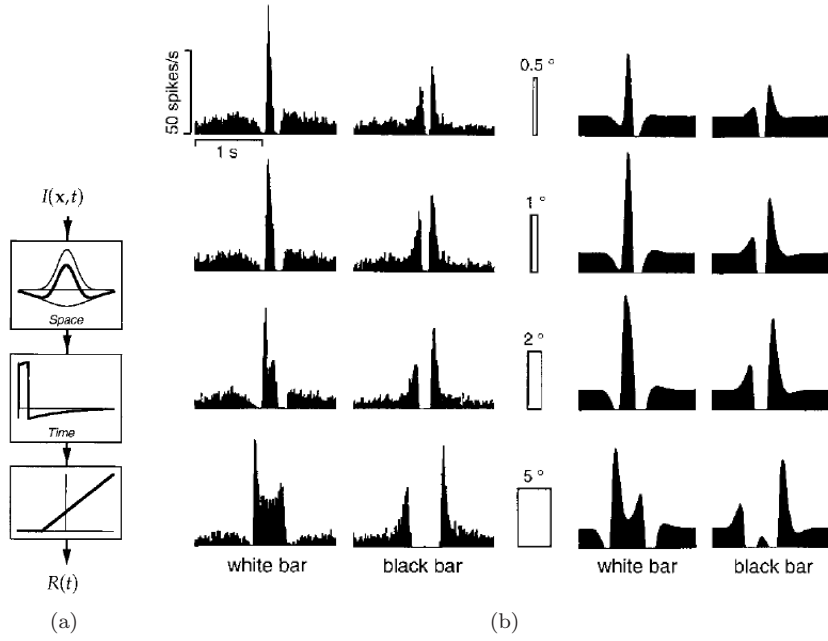 I(x,t)
Space
Time
R(t)
(a)
50 spikes/s
1 s
0.5 °
1 °
2 °
5 °
white bar
black bar
white bar
black bar
(b)